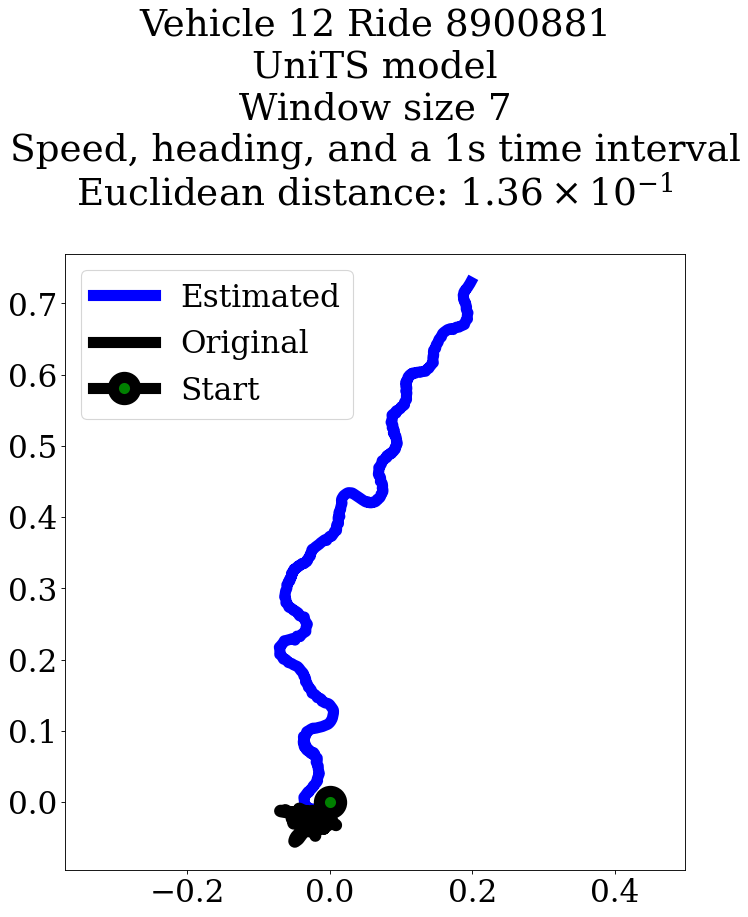 Vehicle 12 Ride 8900881
UniTS model
Window size 7
Speed, heading, and a 1s time interval
Euclidean distance: 1.36 × 10⁻¹
Estimated
Original
Start
0.7
0.6
0.5
0.4
0.3
0.2
0.1
0.0
−0.2 0.0 0.2 0.4